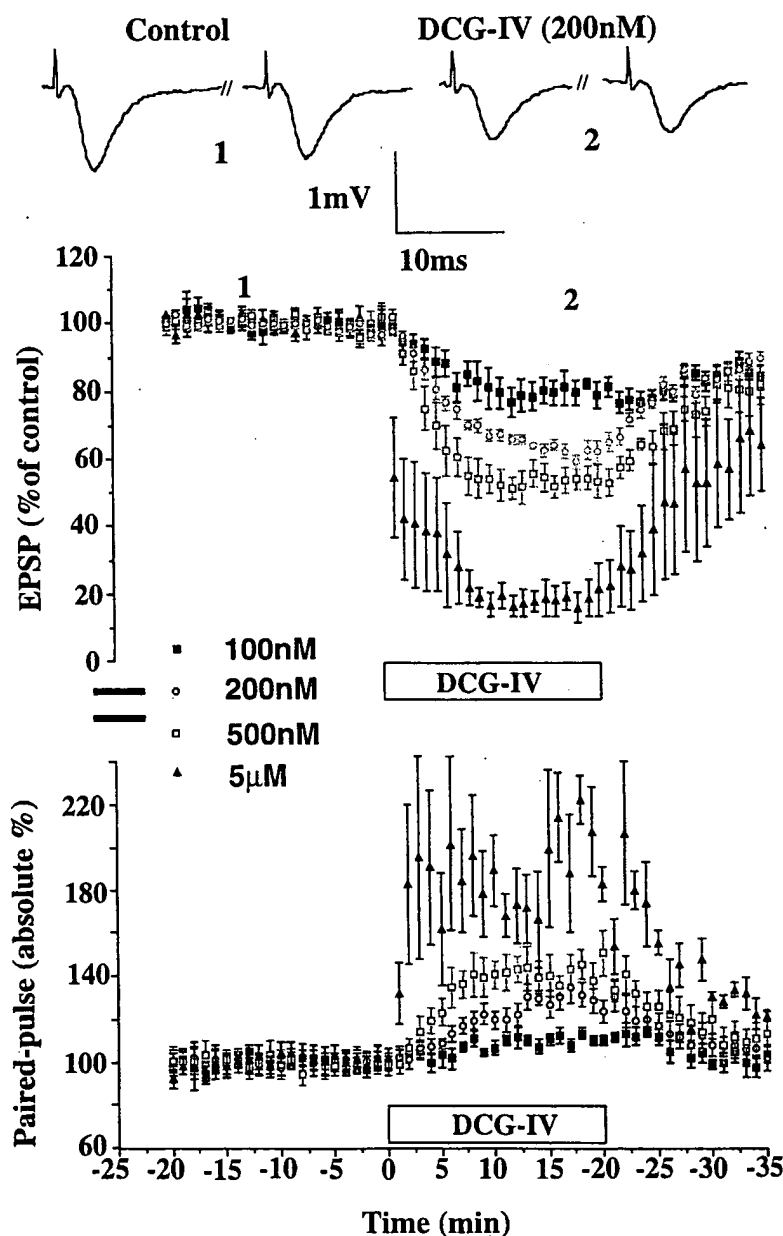 Control DCG-IV (200nM)
// //
1 2
1mV
10ms
120
100
80
60
40
20
0
EPSP (% of control)
1 2
100nM
200nM
500nM
5µM
DCG-IV
220
180
140
100
60
Paired-pulse (absolute %)
DCG-IV
-25 -20 -15 -10 -5 0 5 10 -15 -20 -25 -30 -35
Time (min)